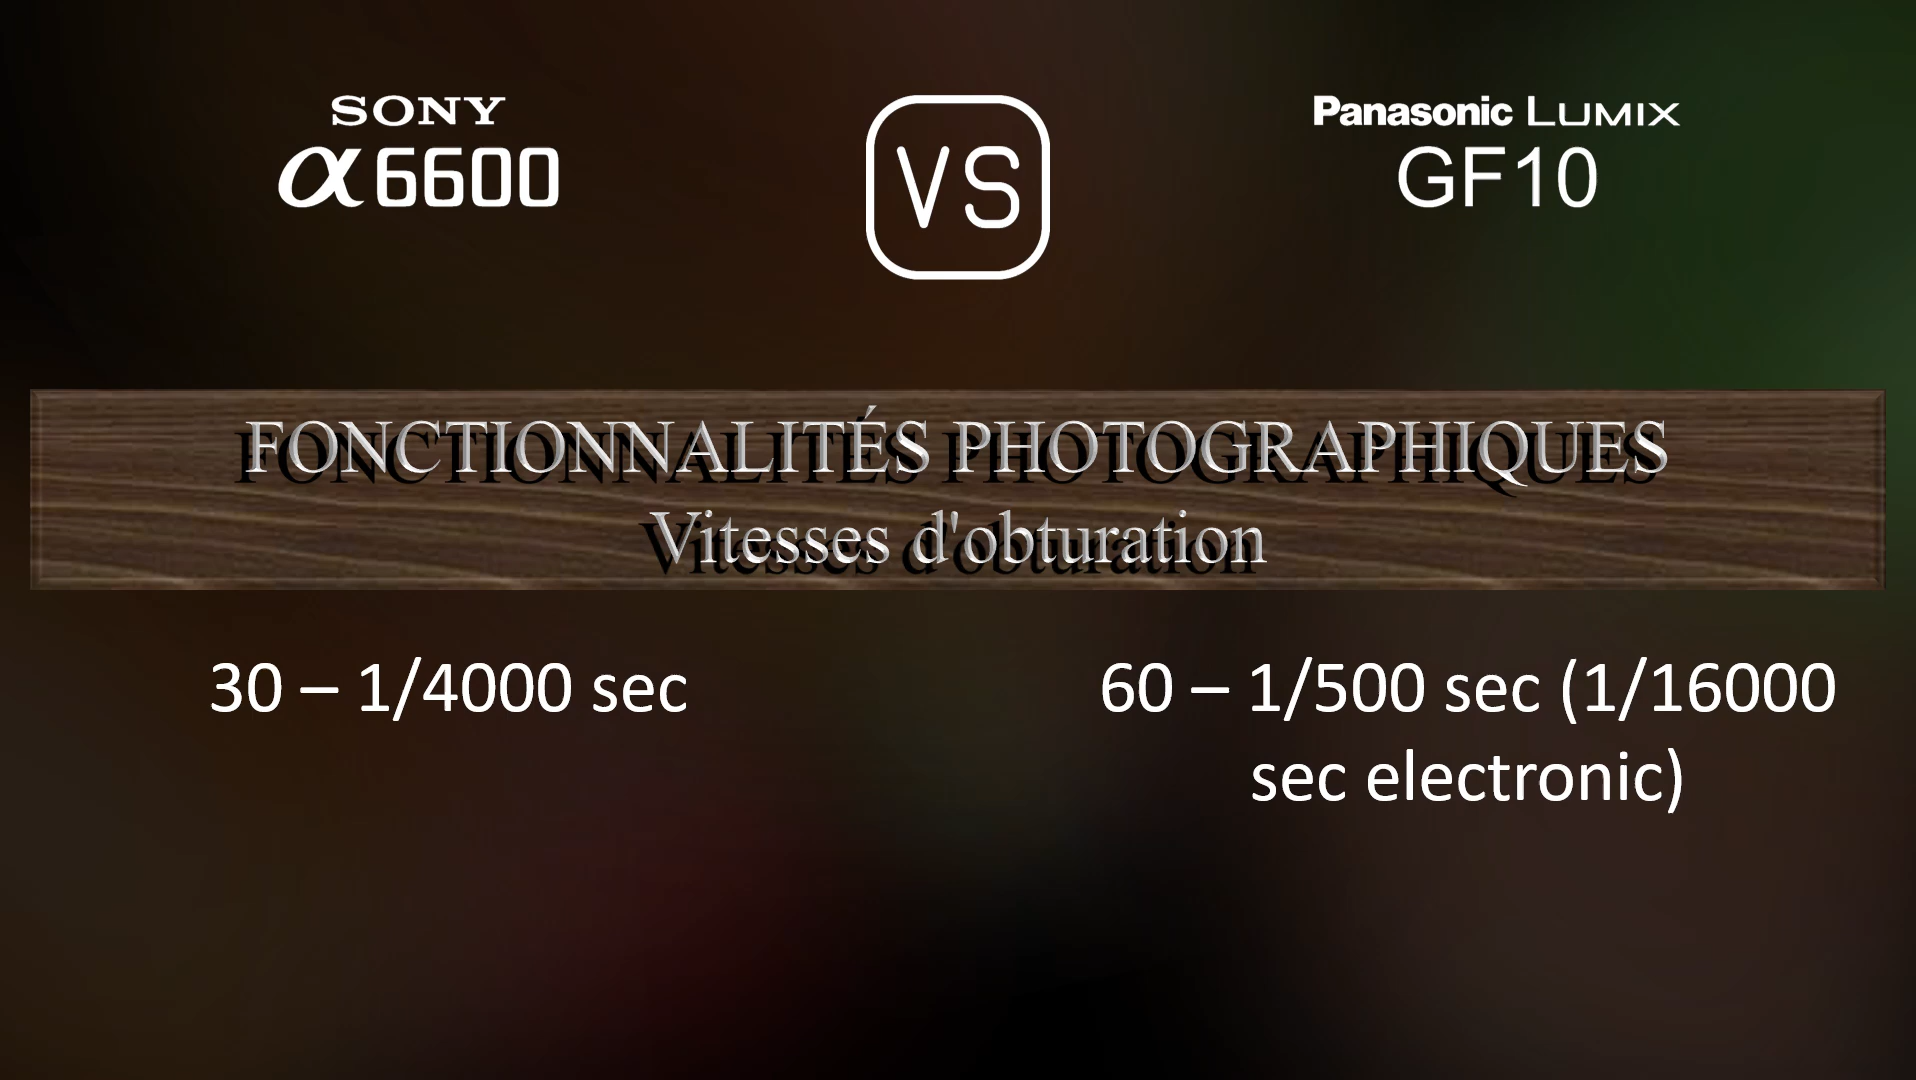 SONY
α6600
VS
Panasonic LUMIX
GF10
FONCTIONNALITÉS PHOTOGRAPHIQUES
Vitesses d'obturation
30 – 1/4000 sec
60 – 1/500 sec (1/16000
sec electronic)